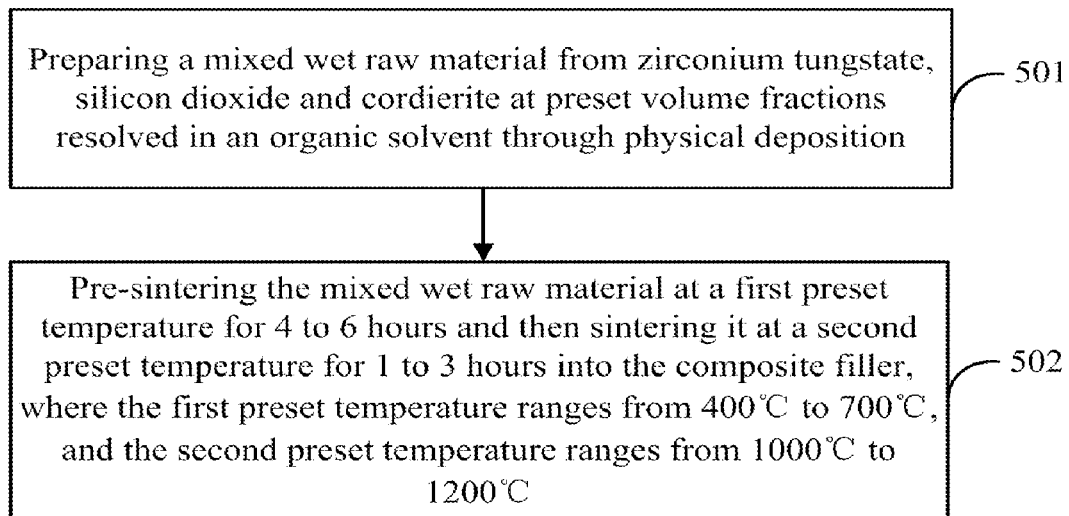 Preparing a mixed wet raw material from zirconium tungstate,
silicon dioxide and cordierite at preset volume fractions
resolved in an organic solvent through physical deposition
501
Pre-sintering the mixed wet raw material at a first preset
temperature for 4 to 6 hours and then sintering it at a second
preset temperature for 1 to 3 hours into the composite filler,
where the first preset temperature ranges from 400℃ to 700℃,
and the second preset temperature ranges from 1000℃ to
1200℃
502